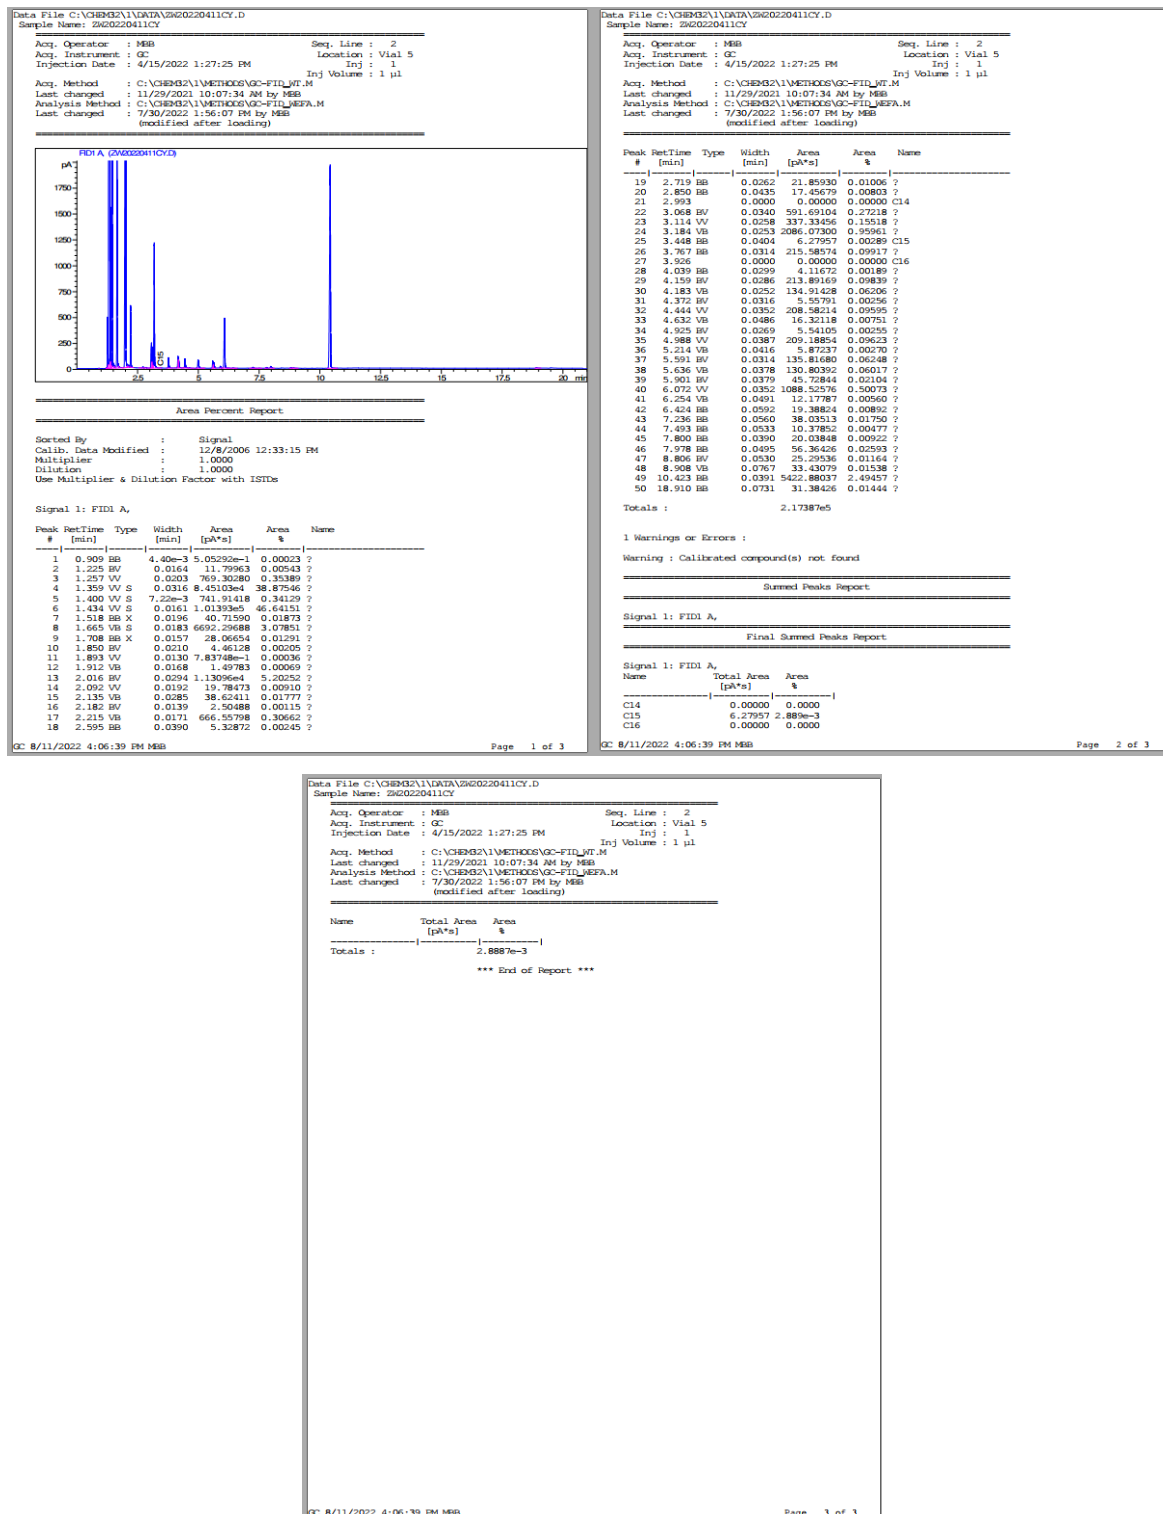 Data File C:\CHEM32\1\DATA\ZW20220411CY.D
Sample Name: ZW20220411CY
Acq. Operator : MBB Seq. Line : 2
Acq. Instrument : GC Location : Vial 5
Injection Date : 4/15/2022 1:27:25 PM Inj : 1
Inj Volume : 1 µl
Acq. Method : C:\CHEM32\1\METHODS\GC-FID_WT.M
Last changed : 11/29/2021 10:07:34 AM by MBB
Analysis Method : C:\CHEM32\1\METHODS\GC-FID_WEFA.M
Last changed : 7/30/2022 1:56:07 PM by MBB
(modified after loading)
FID1 A, (ZW20220411CY.D)
pA
1750
1500
1250
1000
750
500
250
0
C15
2.5 5 7.5 10 12.5 15 17.5 20 min
Area Percent Report
Sorted By : Signal
Calib. Data Modified : 12/8/2006 12:33:15 PM
Multiplier : 1.0000
Dilution : 1.0000
Use Multiplier & Dilution Factor with ISTDs
Signal 1: FID1 A,
Peak RetTime Type Width Area Area Name
# [min] [min] [pA*s] %
1 0.909 BB 4.40e-3 5.05292e-1 0.00023 ?
2 1.225 BV 0.0164 11.79963 0.00543 ?
3 1.257 VV 0.0203 769.30280 0.35389 ?
4 1.359 VV S 0.0316 8.45103e4 38.87546 ?
5 1.400 VV S 7.22e-3 741.91418 0.34129 ?
6 1.434 VV S 0.0161 1.01393e5 46.64151 ?
7 1.518 BB X 0.0196 40.71590 0.01873 ?
8 1.665 VB S 0.0183 6692.29688 3.07851 ?
9 1.708 BB X 0.0157 28.06654 0.01291 ?
10 1.850 BV 0.0210 4.46128 0.00205 ?
11 1.893 VV 0.0130 7.83748e-1 0.00036 ?
12 1.912 VB 0.0168 1.49783 0.00069 ?
13 2.016 BV 0.0294 1.13096e4 5.20252 ?
14 2.092 VV 0.0192 19.78473 0.00910 ?
15 2.135 VB 0.0285 38.62411 0.01777 ?
16 2.182 BV 0.0139 2.50488 0.00115 ?
17 2.215 VB 0.0171 666.55798 0.30662 ?
18 2.595 BB 0.0390 5.32872 0.00245 ?
GC 8/11/2022 4:06:39 PM MBB Page 1 of 3
Data File C:\CHEM32\1\DATA\ZW20220411CY.D
Sample Name: ZW20220411CY
Acq. Operator : MBB Seq. Line : 2
Acq. Instrument : GC Location : Vial 5
Injection Date : 4/15/2022 1:27:25 PM Inj : 1
Inj Volume : 1 µl
Acq. Method : C:\CHEM32\1\METHODS\GC-FID_WT.M
Last changed : 11/29/2021 10:07:34 AM by MBB
Analysis Method : C:\CHEM32\1\METHODS\GC-FID_WEFA.M
Last changed : 7/30/2022 1:56:07 PM by MBB
(modified after loading)
Peak RetTime Type Width Area Area Name
# [min] [min] [pA*s] %
19 2.719 BB 0.0262 21.85930 0.01006 ?
20 2.850 BB 0.0435 17.45679 0.00803 ?
21 2.993 0.0000 0.00000 0.00000 C14
22 3.068 BV 0.0340 591.69104 0.27218 ?
23 3.114 VV 0.0258 337.33456 0.15518 ?
24 3.184 VB 0.0253 2086.07300 0.95961 ?
25 3.448 BB 0.0404 6.27957 0.00289 C15
26 3.767 BB 0.0314 215.58574 0.09917 ?
27 3.926 0.0000 0.00000 0.00000 C16
28 4.039 BB 0.0299 4.11672 0.00189 ?
29 4.159 BV 0.0286 213.89169 0.09839 ?
30 4.183 VB 0.0252 134.91428 0.06206 ?
31 4.372 BV 0.0316 5.55791 0.00256 ?
32 4.444 VV 0.0352 208.58214 0.09595 ?
33 4.632 VB 0.0486 16.32118 0.00751 ?
34 4.925 BV 0.0269 5.54105 0.00255 ?
35 4.988 VV 0.0387 209.18854 0.09623 ?
36 5.214 VB 0.0416 5.87237 0.00270 ?
37 5.591 BV 0.0314 135.81680 0.06248 ?
38 5.636 VB 0.0378 130.80392 0.06017 ?
39 5.901 BV 0.0379 45.72844 0.02104 ?
40 6.072 VV 0.0352 1088.52576 0.50073 ?
41 6.254 VB 0.0491 12.17787 0.00560 ?
42 6.424 BB 0.0592 19.38824 0.00892 ?
43 7.236 BB 0.0560 38.03513 0.01750 ?
44 7.493 BB 0.0533 10.37852 0.00477 ?
45 7.800 BB 0.0390 20.03848 0.00922 ?
46 7.978 BB 0.0495 56.36426 0.02593 ?
47 8.806 BV 0.0530 25.29536 0.01164 ?
48 8.908 VB 0.0767 33.43079 0.01538 ?
49 10.423 BB 0.0391 5422.88037 2.49457 ?
50 18.910 BB 0.0731 31.38426 0.01444 ?
Totals : 2.17387e5
1 Warnings or Errors :
Warning : Calibrated compound(s) not found
Summed Peaks Report
Signal 1: FID1 A,
Final Summed Peaks Report
Signal 1: FID1 A,
Name Total Area Area
[pA*s] %
C14 0.00000 0.0000
C15 6.27957 2.889e-3
C16 0.00000 0.0000
GC 8/11/2022 4:06:39 PM MBB Page 2 of 3
Data File C:\CHEM32\1\DATA\ZW20220411CY.D
Sample Name: ZW20220411CY
Acq. Operator : MBB Seq. Line : 2
Acq. Instrument : GC Location : Vial 5
Injection Date : 4/15/2022 1:27:25 PM Inj : 1
Inj Volume : 1 µl
Acq. Method : C:\CHEM32\1\METHODS\GC-FID_WT.M
Last changed : 11/29/2021 10:07:34 AM by MBB
Analysis Method : C:\CHEM32\1\METHODS\GC-FID_WEFA.M
Last changed : 7/30/2022 1:56:07 PM by MBB
(modified after loading)
Name Total Area Area
[pA*s] %
Totals : 2.8887e-3
*** End of Report ***
GC 8/11/2022 4:06:39 PM MBB Page 3 of 3